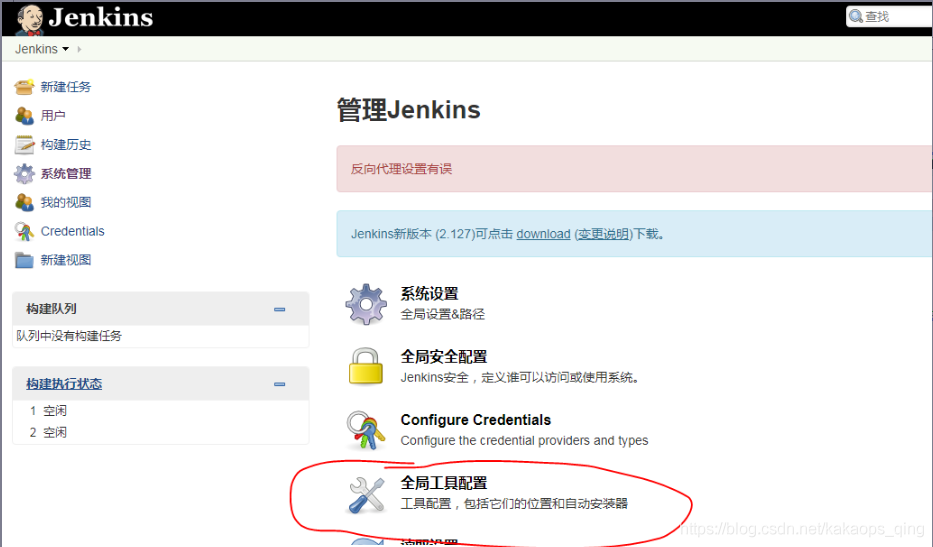 Jenkins
查找
Jenkins
新建任务
用户
构建历史
系统管理
我的视图
Credentials
新建视图
构建队列
队列中没有构建任务
构建执行状态
1 空闲
2 空闲
管理Jenkins
反向代理设置有误
Jenkins新版本 (2.127)可点击 download (变更说明)下载。
系统设置
全局设置&路径
全局安全配置
Jenkins安全，定义谁可以访问或使用系统。
Configure Credentials
Configure the credential providers and types
全局工具配置
工具配置，包括它们的位置和自动安装器
https://blog.csdn.net/kakaops_qing